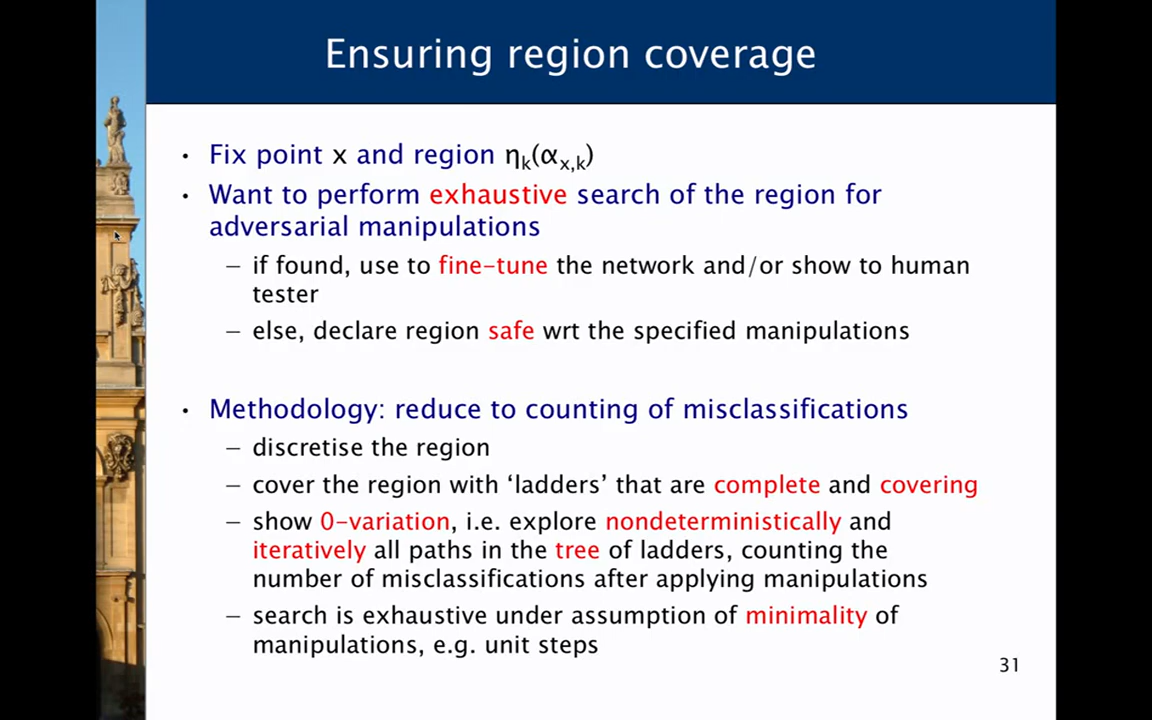 Ensuring region coverage
• Fix point x and region ηk(αx,k)
• Want to perform exhaustive search of the region for
adversarial manipulations
– if found, use to fine-tune the network and/or show to human
tester
– else, declare region safe wrt the specified manipulations
• Methodology: reduce to counting of misclassifications
– discretise the region
– cover the region with ‘ladders’ that are complete and covering
– show 0-variation, i.e. explore nondeterministically and
iteratively all paths in the tree of ladders, counting the
number of misclassifications after applying manipulations
– search is exhaustive under assumption of minimality of
manipulations, e.g. unit steps
31